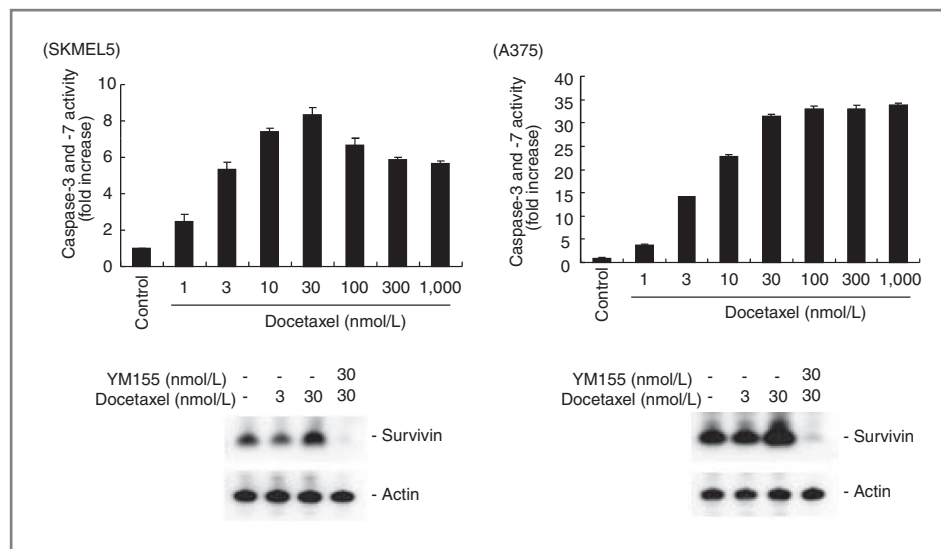 (SKMEL5)
Caspase-3 and -7 activity
(fold increase)
10
8
6
4
2
0
Control
1
3
10
30
100
300
1,000
Docetaxel (nmol/L)
YM155 (nmol/L) - - - 30
Docetaxel (nmol/L) - 3 30 30
- Survivin
- Actin
(A375)
Caspase-3 and -7 activity
(fold increase)
40
35
30
25
20
15
10
5
0
Control
1
3
10
30
100
300
1,000
Docetaxel (nmol/L)
YM155 (nmol/L) - - - 30
Docetaxel (nmol/L) - 3 30 30
- Survivin
- Actin